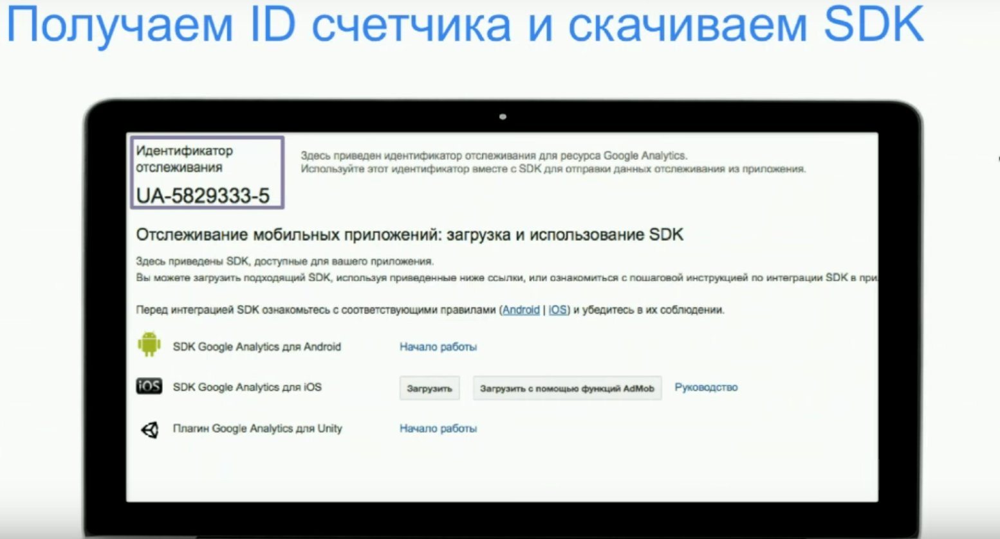 Получаем ID счетчика и скачиваем SDK
Идентификатор
отслеживания
UA-5829333-5
Здесь приведен идентификатор отслеживания для ресурса Google Analytics.
Используйте этот идентификатор вместе с SDK для отправки данных отслеживания из приложения.
Отслеживание мобильных приложений: загрузка и использование SDK
Здесь приведены SDK, доступные для вашего приложения.
Вы можете загрузить подходящий SDK, используя приведенные ниже ссылки, или ознакомиться с пошаговой инструкцией по интеграции SDK в при
Перед интеграцией SDK ознакомьтесь с соответствующими правилами (Android | iOS) и убедитесь в их соблюдении.
SDK Google Analytics для Android Начало работы
iOS SDK Google Analytics для iOS Загрузить Загрузить с помощью функций AdMob Руководство
Плагин Google Analytics для Unity Начало работы